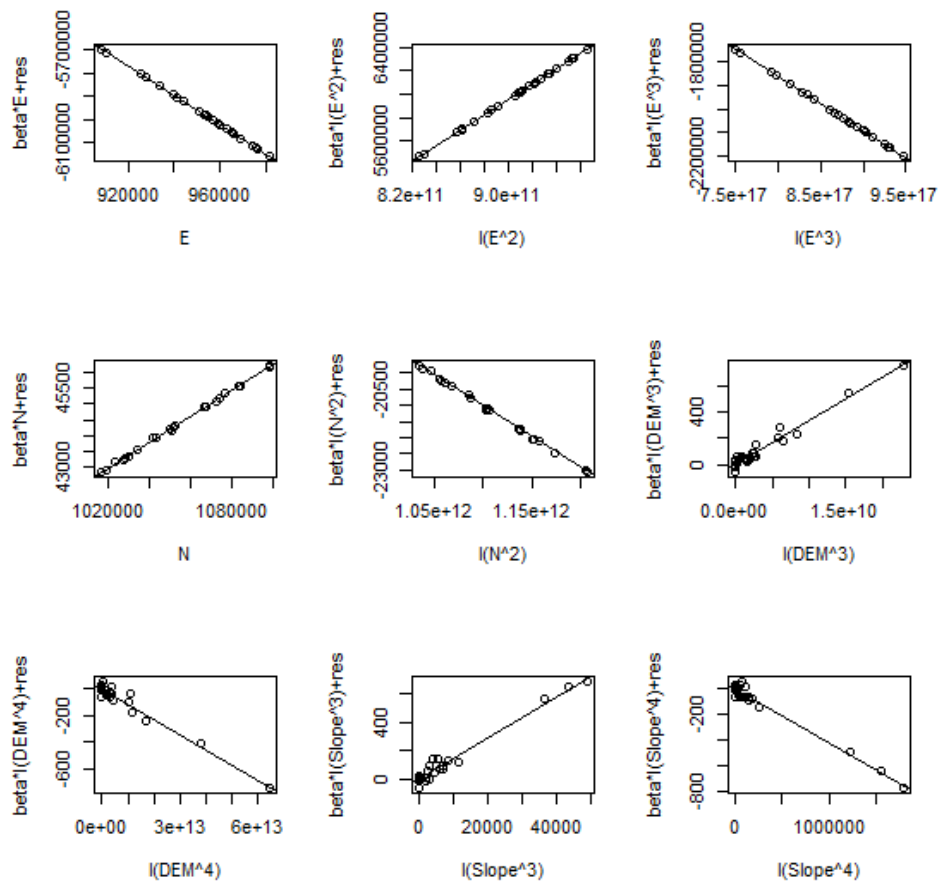 beta*E+res
-6100000 -5700000
920000 960000
E
beta*I(E^2)+res
5600000 6400000
8.2e+11 9.0e+11
I(E^2)
beta*I(E^3)+res
-2200000 -1800000
7.5e+17 8.5e+17 9.5e+17
I(E^3)
beta*N+res
43000 45500
1020000 1080000
N
beta*I(N^2)+res
-23000 -20500
1.05e+12 1.15e+12
I(N^2)
beta*I(DEM^3)+res
0 400
0.0e+00 1.5e+10
I(DEM^3)
beta*I(DEM^4)+res
-600 -200
0e+00 3e+13 6e+13
I(DEM^4)
beta*I(Slope^3)+res
0 400
0 20000 40000
I(Slope^3)
beta*I(Slope^4)+res
-800 -200
0 1000000
I(Slope^4)